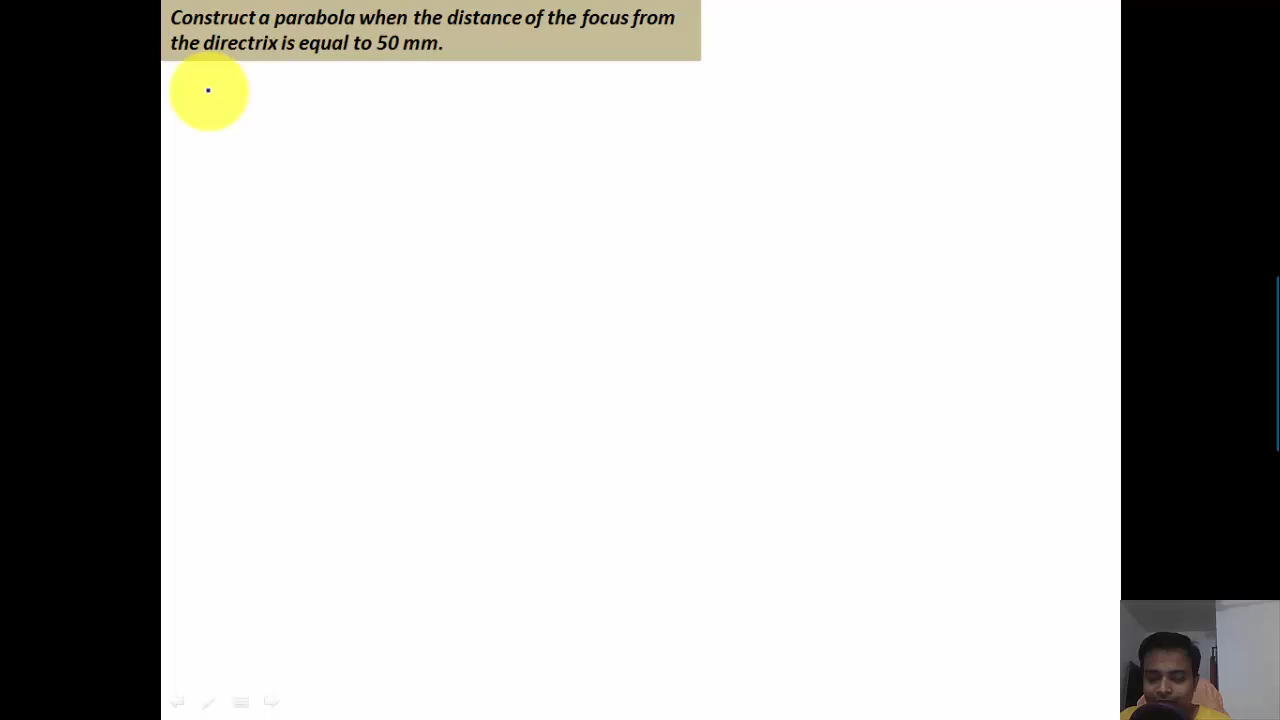 Construct a parabola when the distance of the focus from
the directrix is equal to 50 mm.